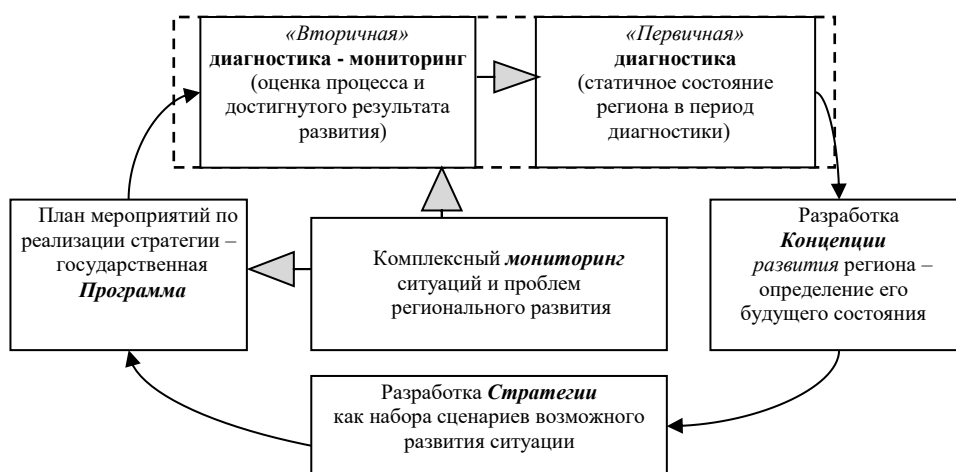 «Вторичная»
диагностика - мониторинг
(оценка процесса и
достигнутого результата
развития)
«Первичная»
диагностика
(статичное состояние
региона в период
диагностики)
План мероприятий по
реализации стратегии –
государственная
Программа
Комплексный мониторинг
ситуаций и проблем
регионального развития
Разработка
Концепции
развития региона –
определение его
будущего состояния
Разработка Стратегии
как набора сценариев возможного
развития ситуации